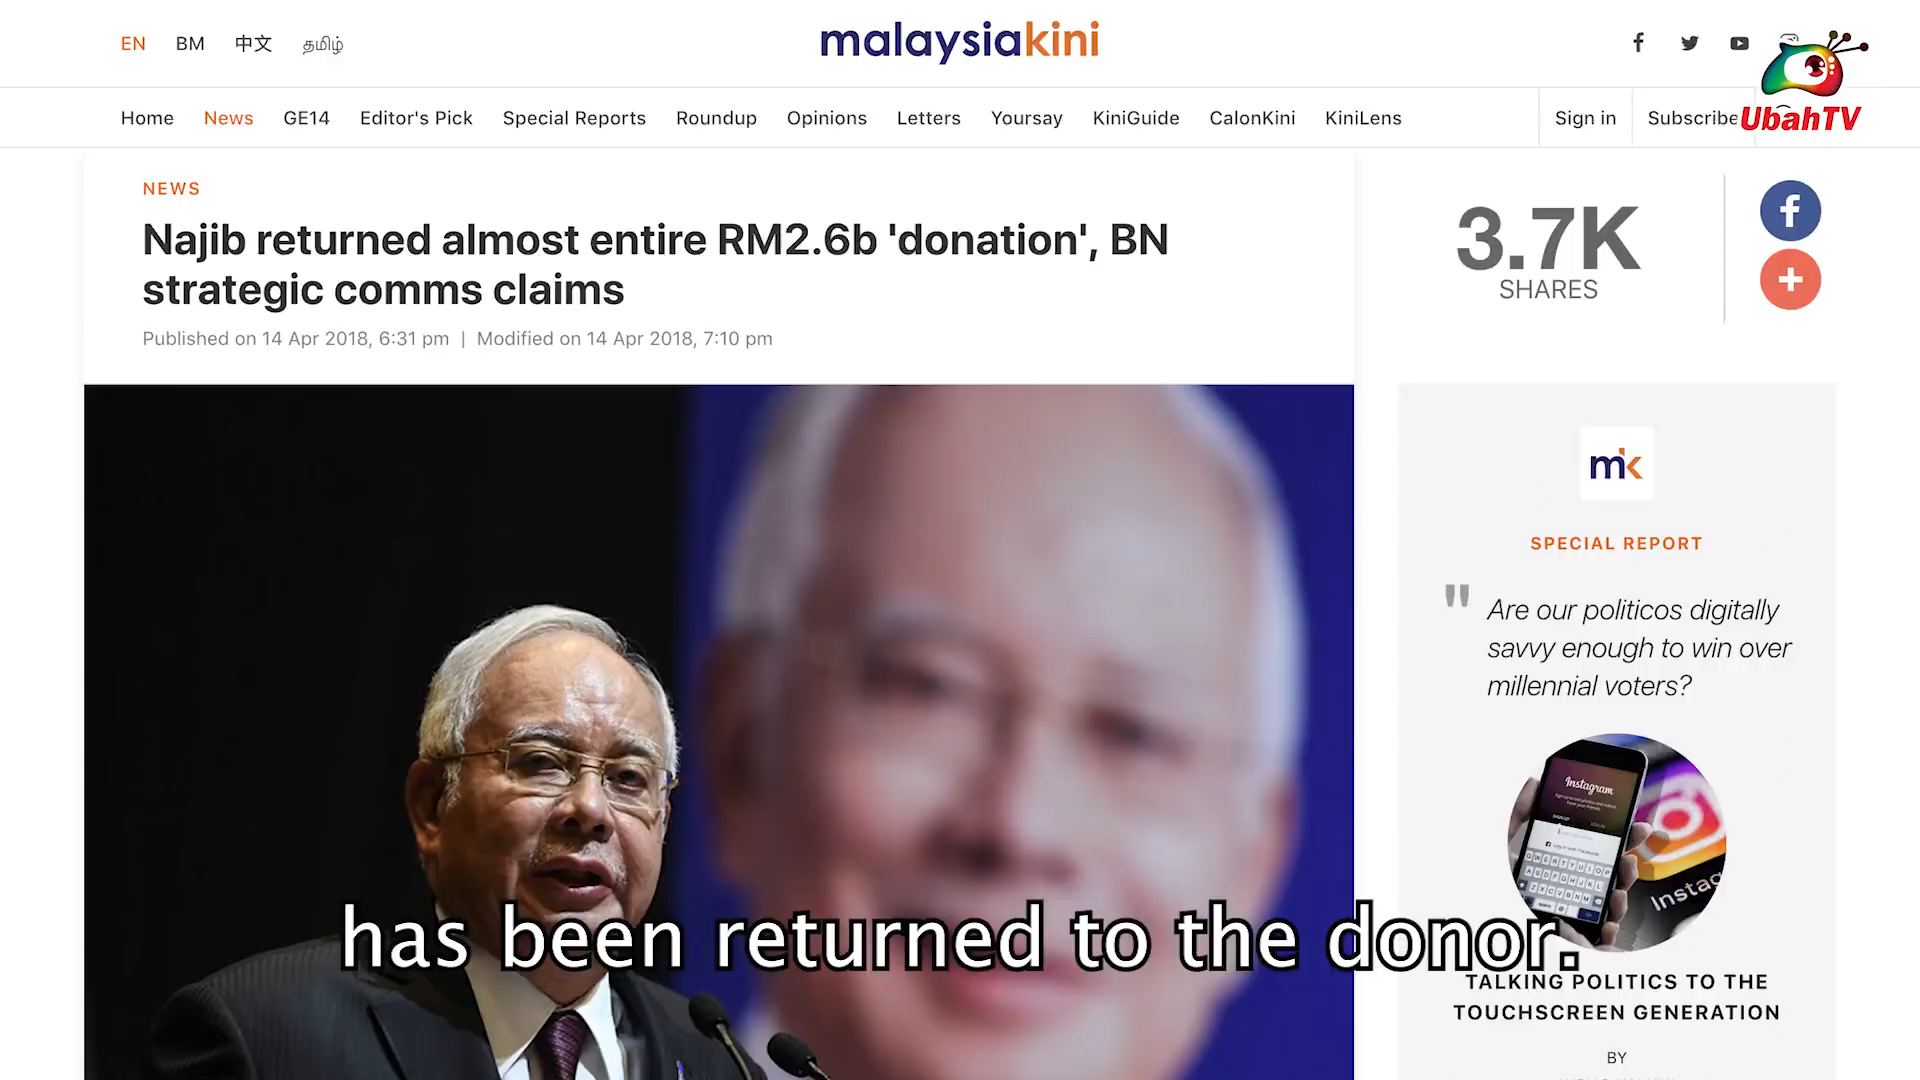 EN BM 中文 தமிழ்
malaysiakini
UbahTV
Home News GE14 Editor's Pick Special Reports Roundup Opinions Letters Yoursay KiniGuide CalonKini KiniLens Sign in Subscribe
NEWS
Najib returned almost entire RM2.6b 'donation', BN
strategic comms claims
Published on 14 Apr 2018, 6:31 pm | Modified on 14 Apr 2018, 7:10 pm
3.7K
SHARES
mk
SPECIAL REPORT
" Are our politicos digitally
savvy enough to win over
millennial voters?
Instagram
TALKING POLITICS TO THE
TOUCHSCREEN GENERATION
BY
has been returned to the donor.